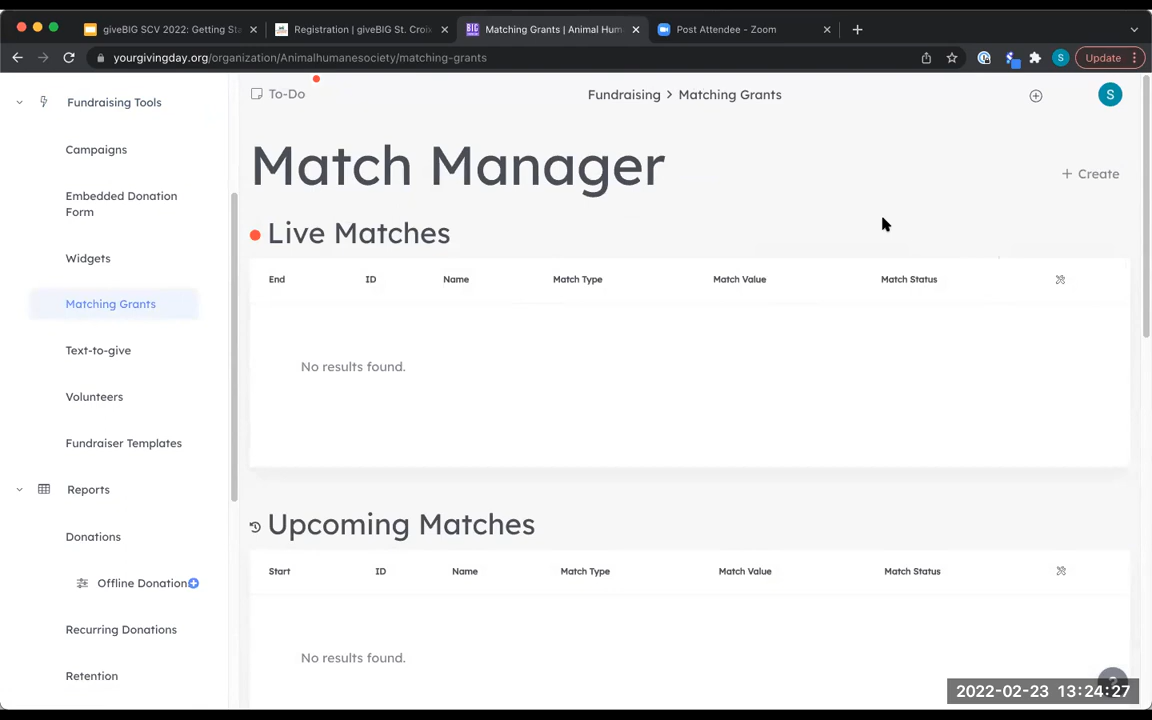 giveBIG SCV 2022: Getting Sta
Registration | giveBIG St. Croix
Matching Grants | Animal Hum
Post Attendee - Zoom
yourgivingday.org/organization/Animalhumanesociety/matching-grants
S
Update
Fundraising Tools
Campaigns
Embedded Donation
Form
Widgets
Matching Grants
Text-to-give
Volunteers
Fundraiser Templates
Reports
Donations
Offline Donation
Recurring Donations
Retention
To-Do
Fundraising > Matching Grants
S
Match Manager
+ Create
Live Matches
End ID Name Match Type Match Value Match Status
No results found.
Upcoming Matches
Start ID Name Match Type Match Value Match Status
No results found.
?
2022-02-23 13:24:27